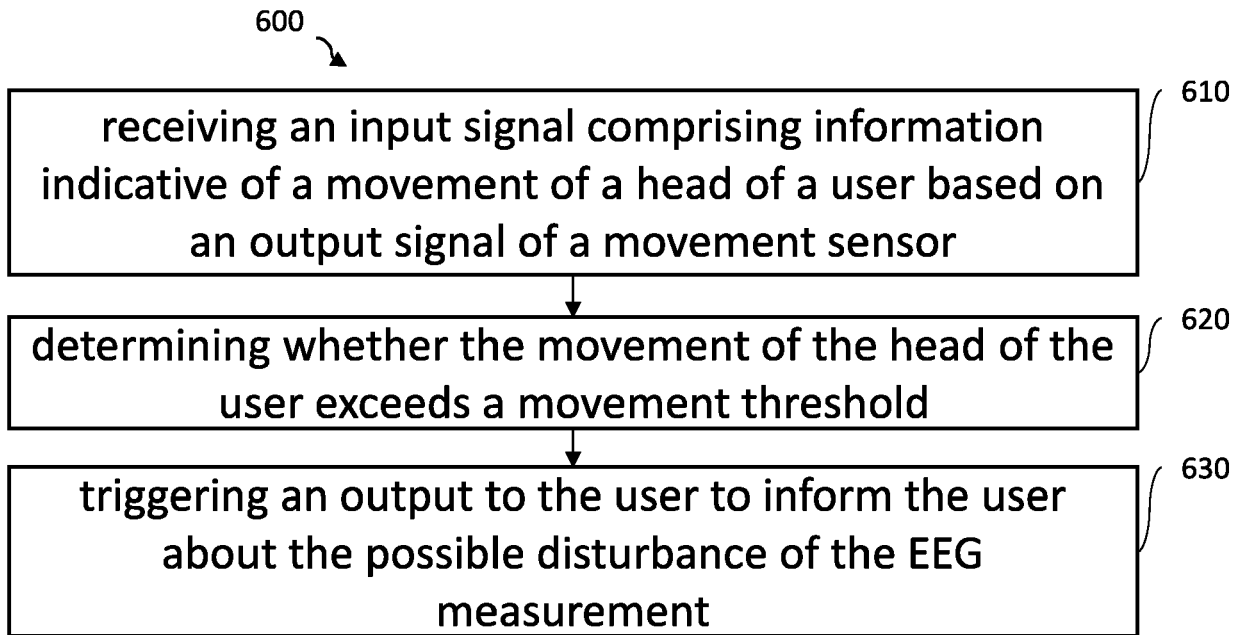 600
610
receiving an input signal comprising information
indicative of a movement of a head of a user based on
an output signal of a movement sensor
620
determining whether the movement of the head of the
user exceeds a movement threshold
630
triggering an output to the user to inform the user
about the possible disturbance of the EEG
measurement